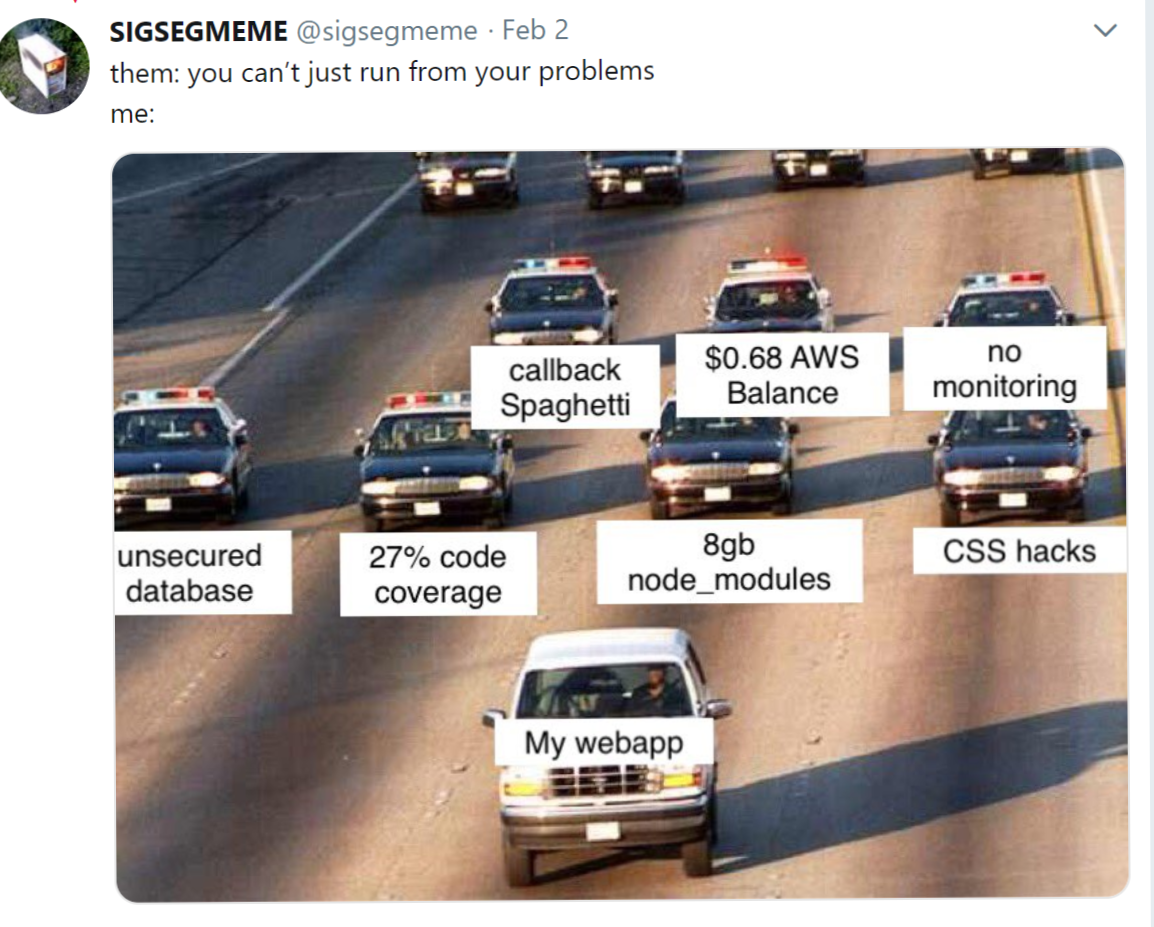 SIGSEGMEME @sigsegmeme · Feb 2
them: you can’t just run from your problems
me:
callback
Spaghetti
$0.68 AWS
Balance
no
monitoring
unsecured
database
27% code
coverage
8gb
node_modules
CSS hacks
My webapp